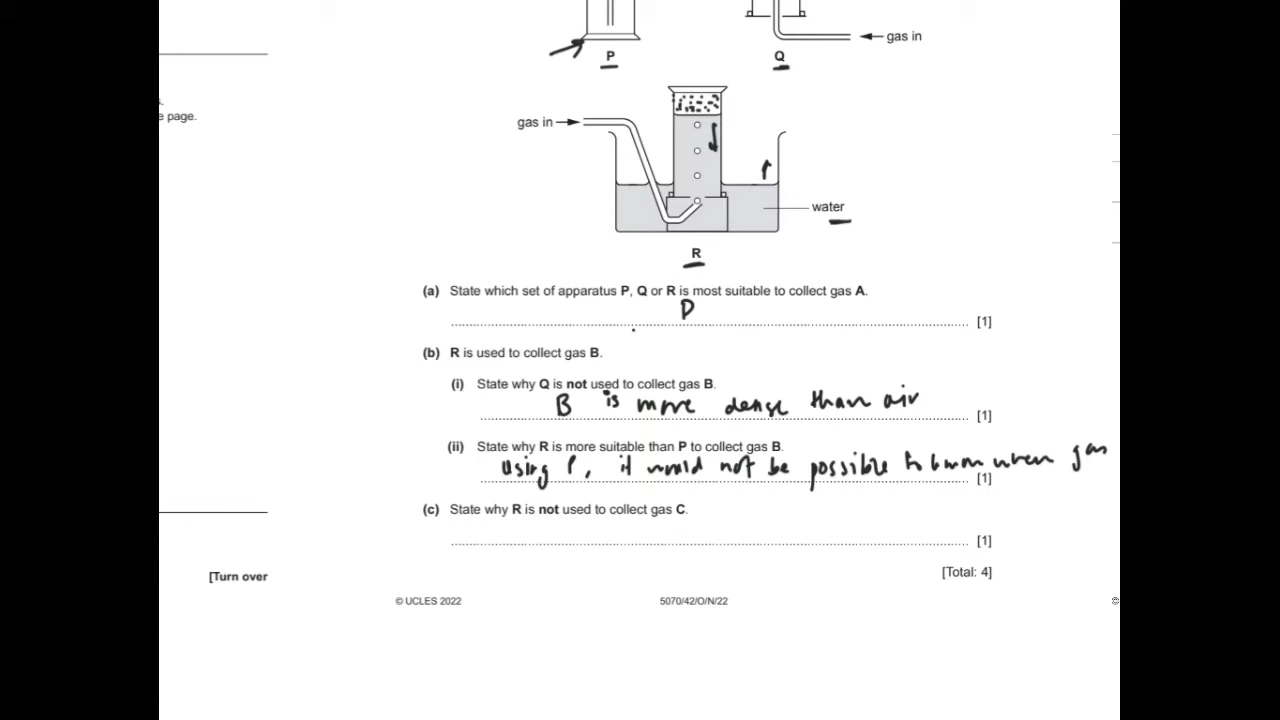 gas in
P
Q
s.
e page.
gas in
water
R
(a) State which set of apparatus P, Q or R is most suitable to collect gas A.
P
[1]
(b) R is used to collect gas B.
(i) State why Q is not used to collect gas B.
B is more dense than air
[1]
(ii) State why R is more suitable than P to collect gas B.
Using P, it would not be possible to know when gas
[1]
(c) State why R is not used to collect gas C.
[1]
[Total: 4]
[Turn over
© UCLES 2022
5070/42/O/N/22
©